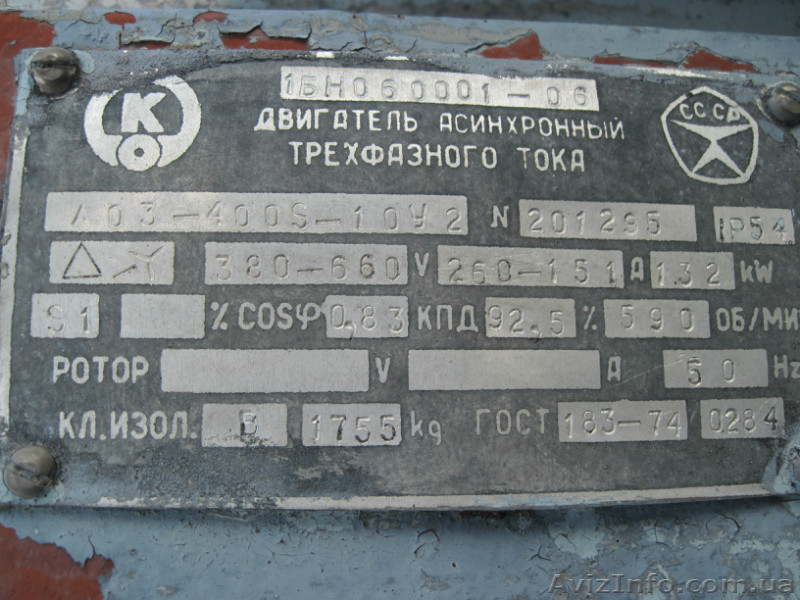 1БН060001-06
КО
ДВИГАТЕЛЬ АСИНХРОННЫЙ
СССР
ТРЕХФАЗНОГО ТОКА
АО3-400S-10У2 N 201295 IP54
380-660 V 260-151 A 132 kW
S1 % COSφ 0,83 КПД 92,5 % 590 ОБ/МИ
РОТОР V A 50 Hz
КЛ.ИЗОЛ. В 1755 kg ГОСТ 183-74 0284
AvizInfo.com.ua